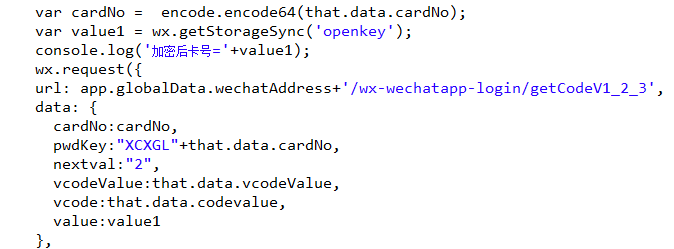 var cardNo =  encode.encode64(that.data.cardNo);
var value1 = wx.getStorageSync('openkey');
console.log('加密后卡号='+value1);
wx.request({
url: app.globalData.wechatAddress+'/wx-wechatapp-login/getCodeV1_2_3',
data: {
  cardNo:cardNo,
  pwdKey:"XCXGL"+that.data.cardNo,
  nextval:"2",
  vcodeValue:that.data.vcodeValue,
  vcode:that.data.codevalue,
  value:value1
},